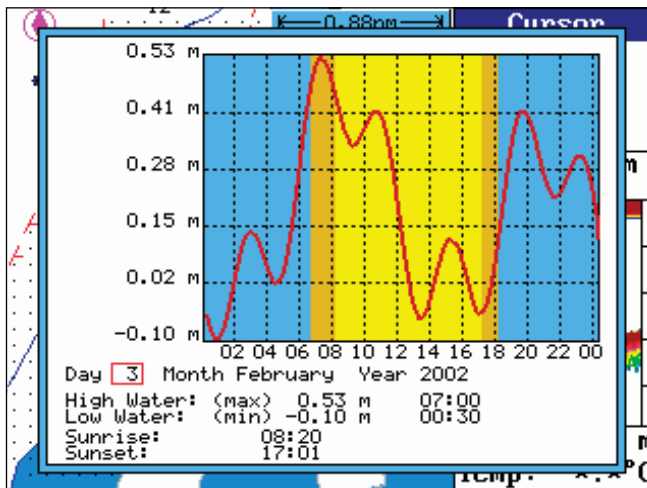 12
0.88nm
Cursor
0.53 m
0.41 m
0.28 m
0.15 m
0.02 m
-0.10 m
02 04 06 08 10 12 14 16 18 20 22 00
Day 3 Month February Year 2002
High Water: (max) 0.53 m 07:00
Low Water: (min) -0.10 m 00:30
Sunrise: 08:20
Sunset: 17:01
m
m
Temp: